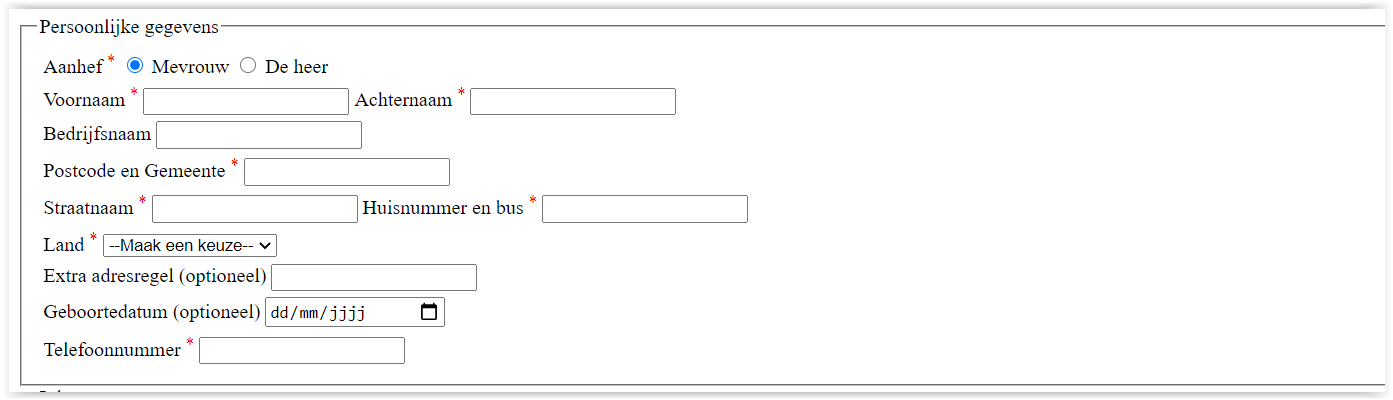 Persoonlijke gegevens
Aanhef * Mevrouw De heer
Voornaam * Achternaam *
Bedrijfsnaam
Postcode en Gemeente *
Straatnaam * Huisnummer en bus *
Land * --Maak een keuze--
Extra adresregel (optioneel)
Geboortedatum (optioneel) dd/mm/jjjj
Telefoonnummer *